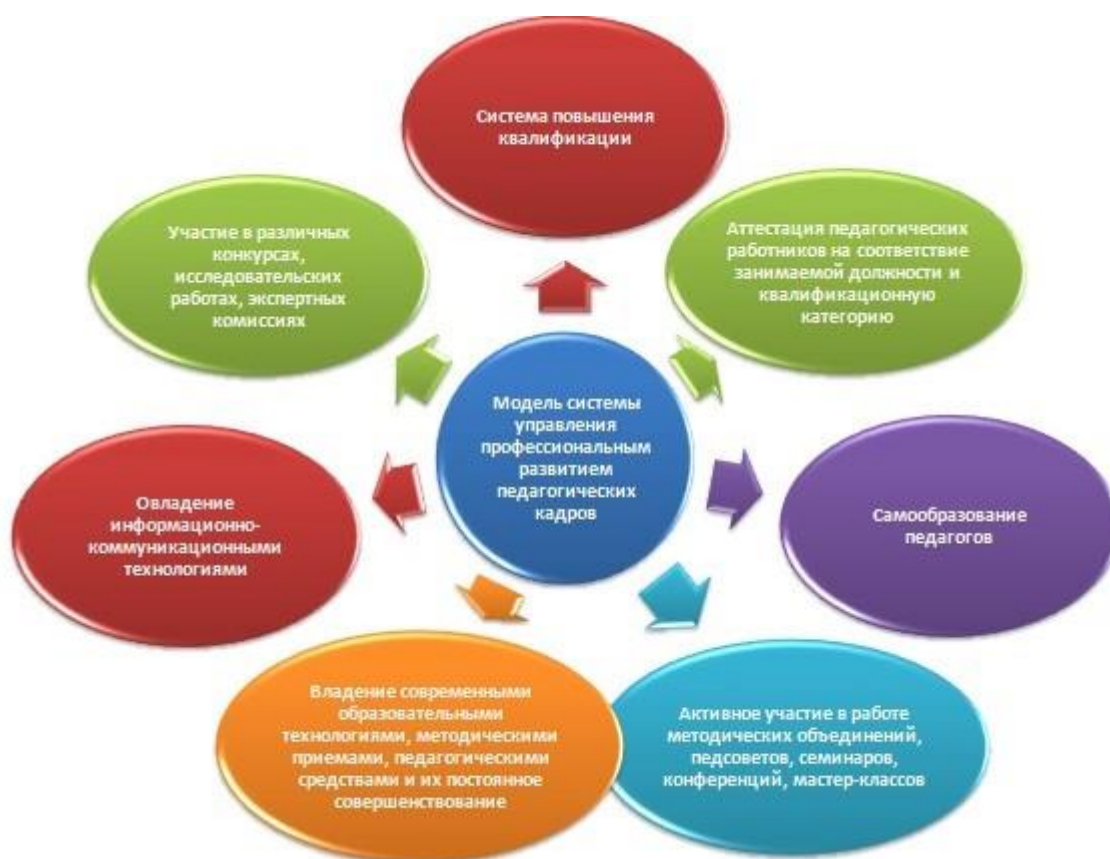 Система повышения
квалификации
Аттестация педагогических
работников на соответствие
занимаемой должности и
квалификационную
категорию
Самообразование
педагогов
Активное участие в работе
методических объединений,
педсоветов, семинаров,
конференций, мастер-классов
Владение современными
образовательными
технологиями, методическими
приемами, педагогическими
средствами и их постоянное
совершенствование
Овладение
информационно-
коммуникационными
технологиями
Участие в различных
конкурсах,
исследовательских
работах, экспертных
комиссиях
Модель системы
управления
профессиональным
развитием
педагогических
кадров